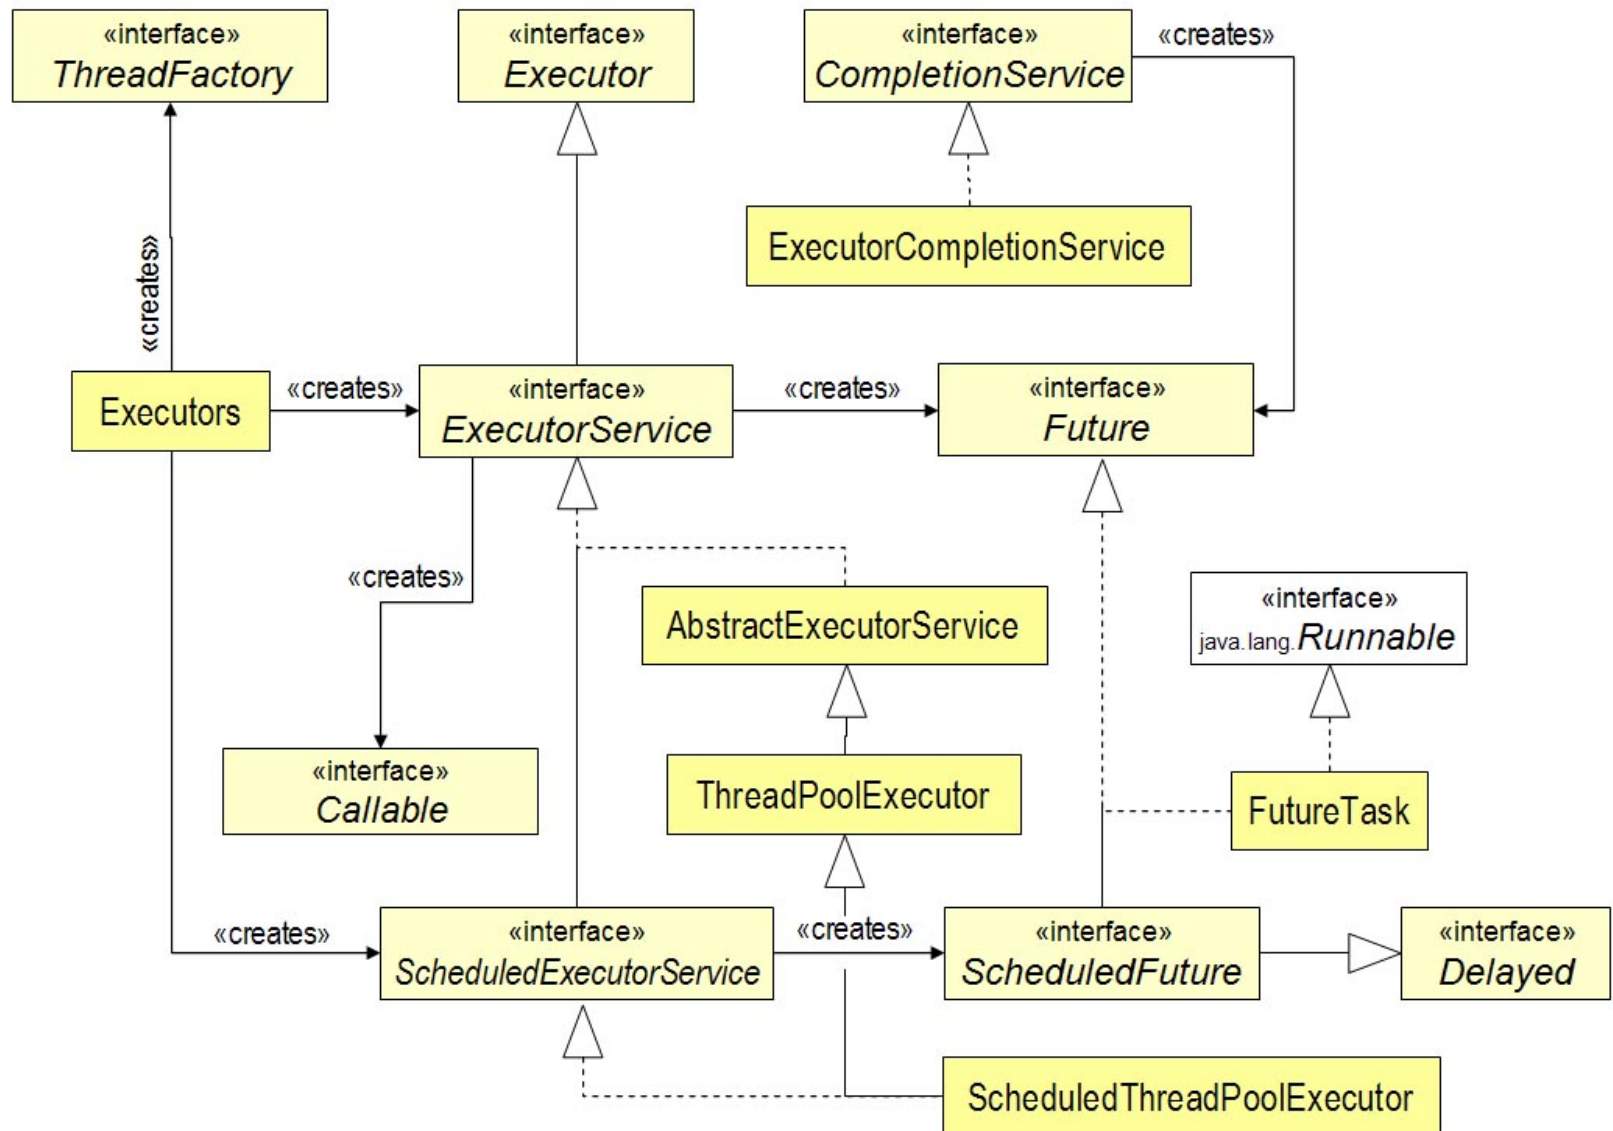 «interface»
ThreadFactory
«interface»
Executor
«interface»
CompletionService
«creates»
ExecutorCompletionService
«creates»
Executors
«creates»
«interface»
ExecutorService
«creates»
«interface»
Future
«creates»
AbstractExecutorService
«interface»
java.lang.Runnable
«interface»
Callable
ThreadPoolExecutor
FutureTask
«creates»
«interface»
ScheduledExecutorService
«creates»
«interface»
ScheduledFuture
«interface»
Delayed
ScheduledThreadPoolExecutor